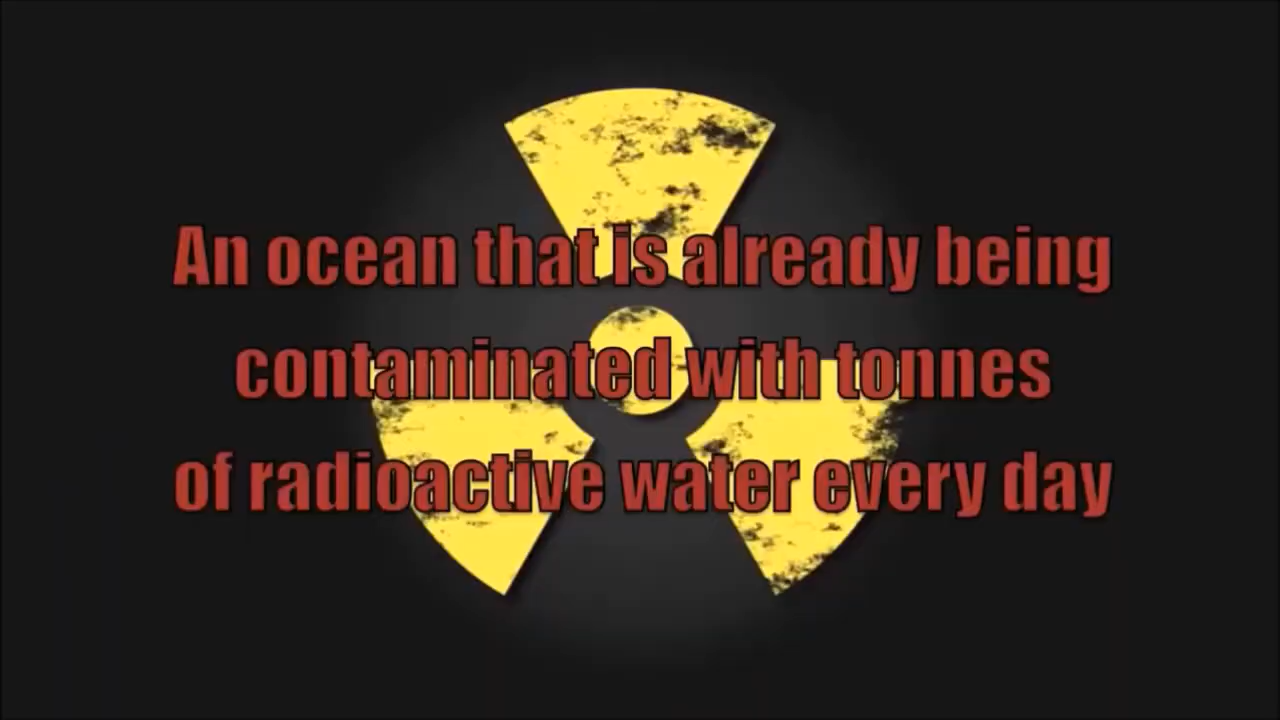 An ocean that is already being
contaminated with tonnes
of radioactive water every day